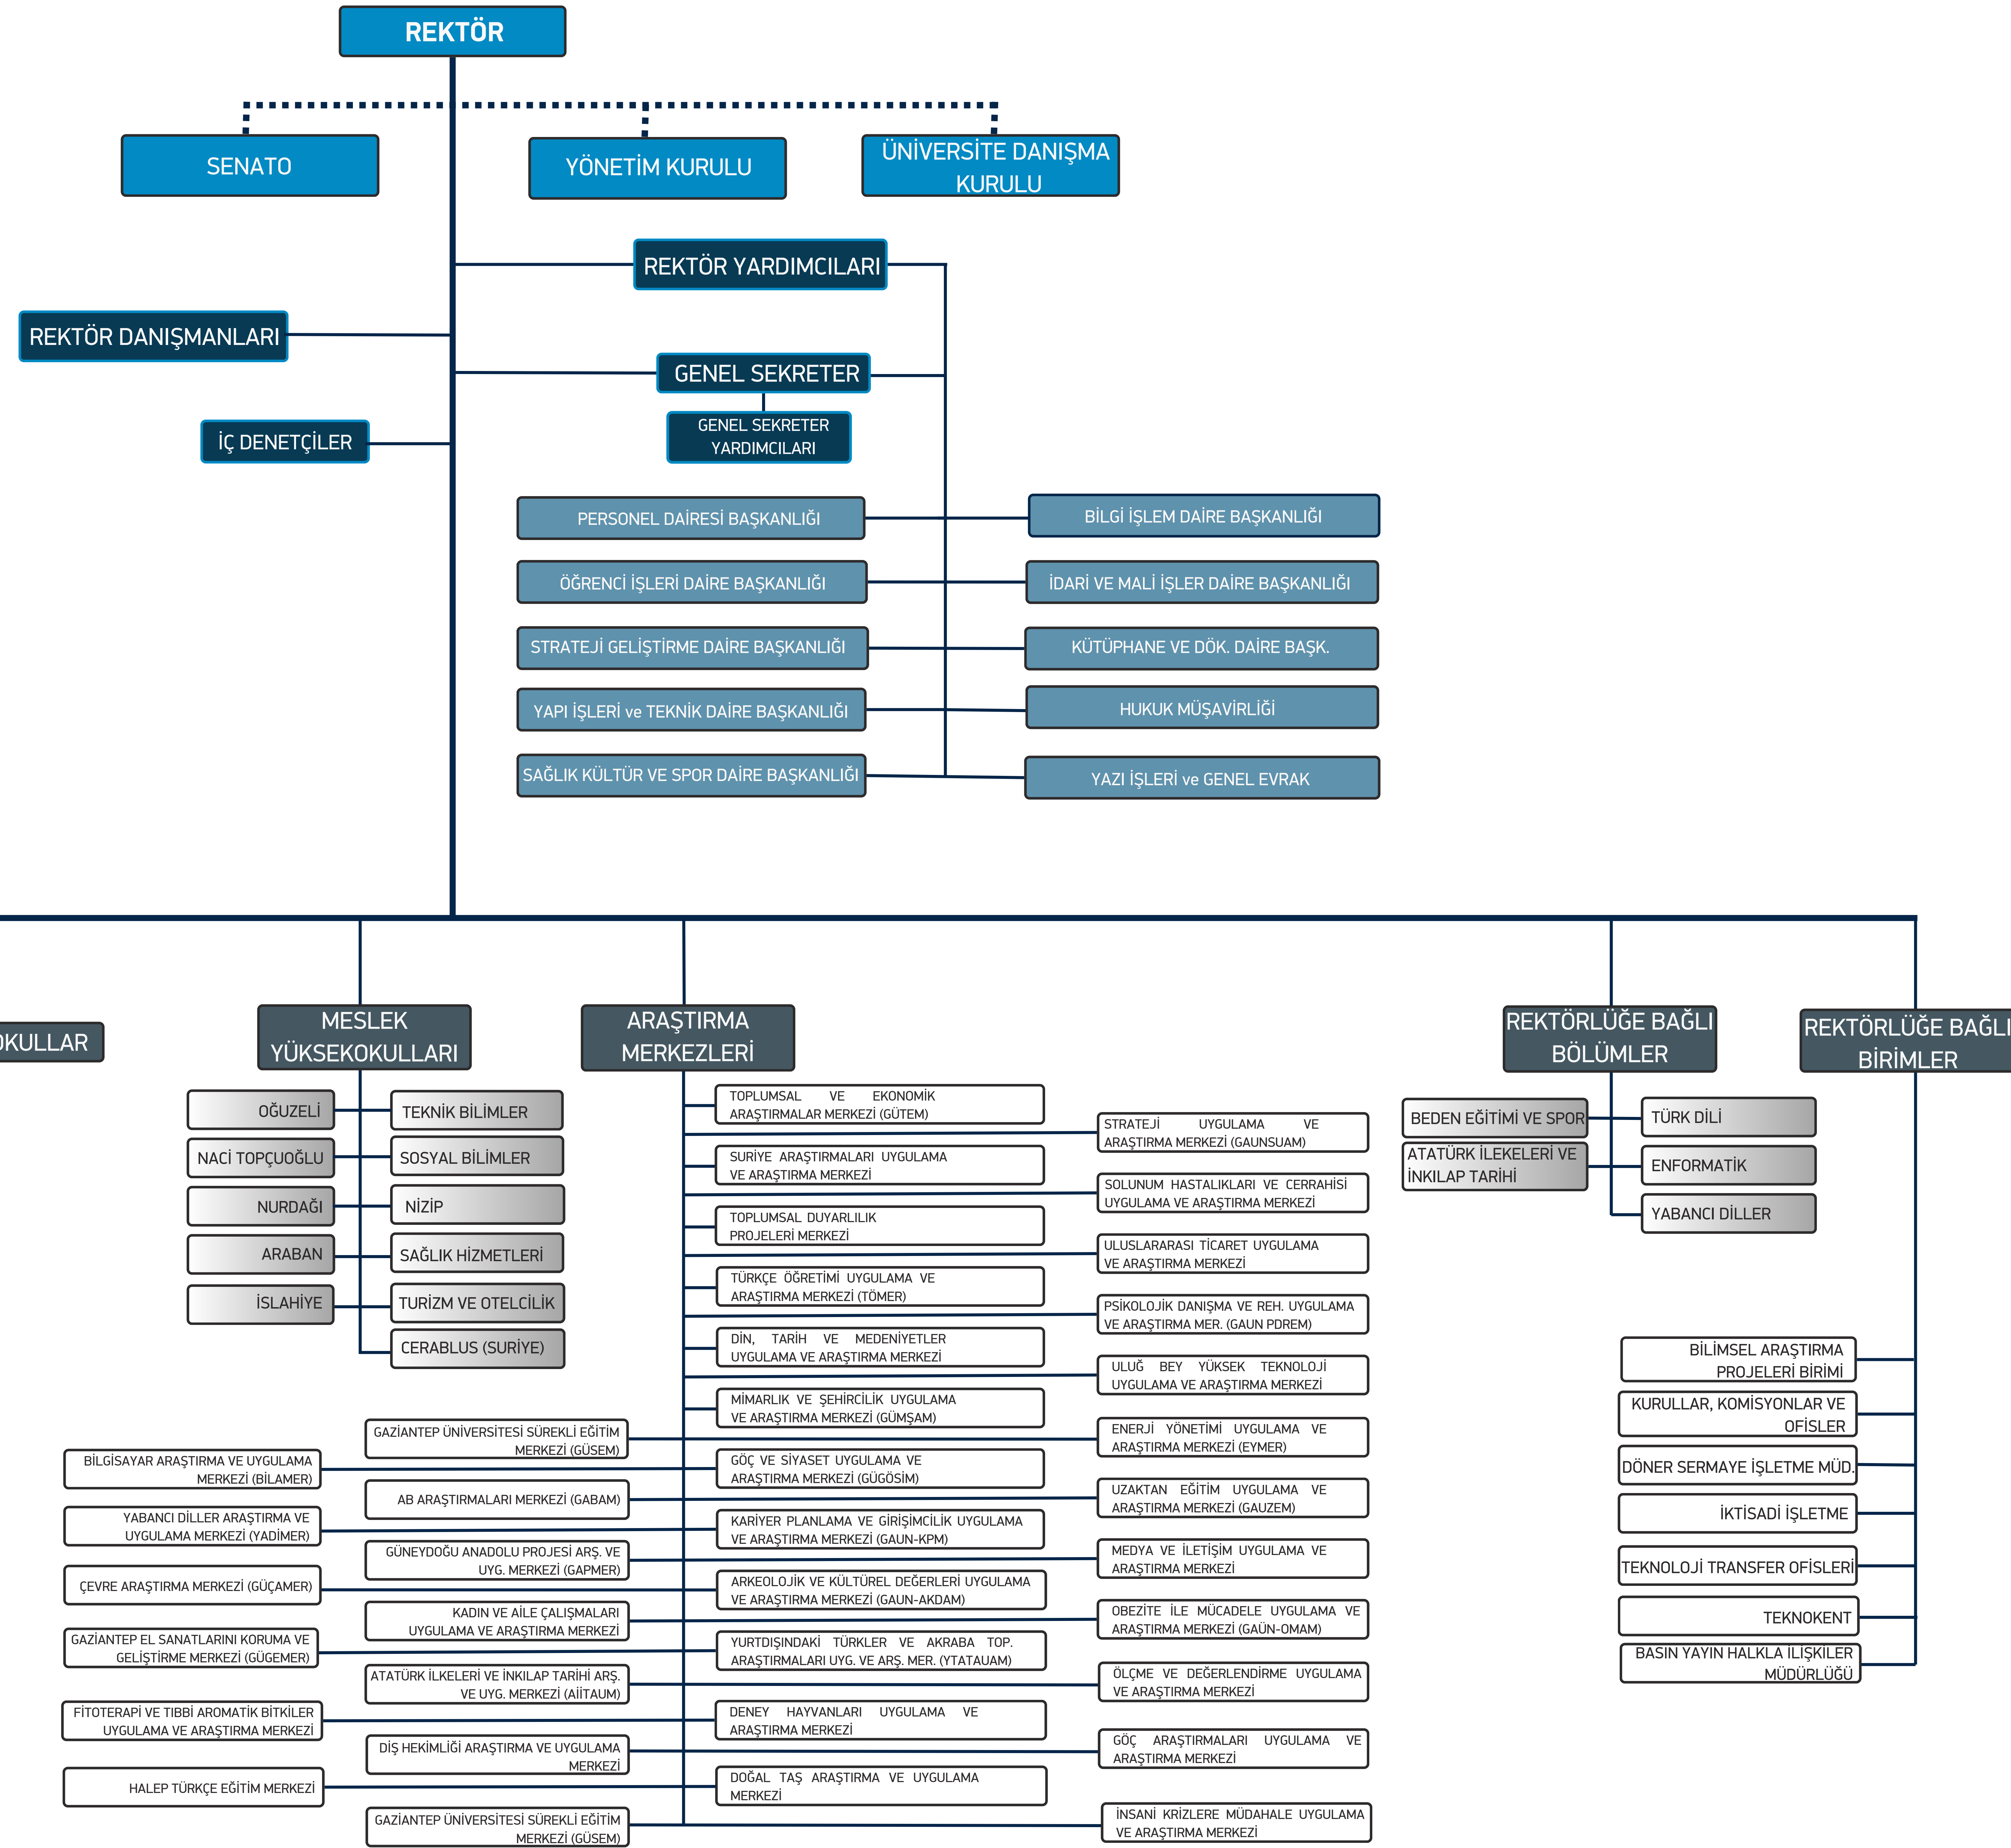 REKTÖR
SENATO
YÖNETİM KURULU
ÜNİVERSİTE DANIŞMA
KURULU
REKTÖR YARDIMCILARI
REKTÖR DANIŞMANLARI
GENEL SEKRETER
GENEL SEKRETER
YARDIMCILARI
İÇ DENETÇİLER
PERSONEL DAİRESİ BAŞKANLIĞI
BİLGİ İŞLEM DAİRE BAŞKANLIĞI
ÖĞRENCİ İŞLERİ DAİRE BAŞKANLIĞI
İDARİ VE MALİ İŞLER DAİRE BAŞKANLIĞI
STRATEJİ GELİŞTİRME DAİRE BAŞKANLIĞI
KÜTÜPHANE VE DÖK. DAİRE BAŞK.
YAPI İŞLERİ ve TEKNİK DAİRE BAŞKANLIĞI
HUKUK MÜŞAVİRLİĞİ
SAĞLIK KÜLTÜR VE SPOR DAİRE BAŞKANLIĞI
YAZI İŞLERİ ve GENEL EVRAK
OKULLAR
MESLEK
YÜKSEKOKULLARI
OĞUZELİ
TEKNİK BİLİMLER
NACİ TOPÇUOĞLU
SOSYAL BİLİMLER
NURDAĞI
NİZİP
ARABAN
SAĞLIK HİZMETLERİ
İSLAHİYE
TURİZM VE OTELCİLİK
CERABLUS (SURİYE)
ARAŞTIRMA
MERKEZLERİ
TOPLUMSAL VE EKONOMİK
ARAŞTIRMALAR MERKEZİ (GÜTEM)
STRATEJİ UYGULAMA VE
ARAŞTIRMA MERKEZİ (GAUNSUAM)
SURİYE ARAŞTIRMALARI UYGULAMA
VE ARAŞTIRMA MERKEZİ
SOLUNUM HASTALIKLARI VE CERRAHİSİ
UYGULAMA VE ARAŞTIRMA MERKEZİ
TOPLUMSAL DUYARLILIK
PROJELERİ MERKEZİ
ULUSLARARASI TİCARET UYGULAMA
VE ARAŞTIRMA MERKEZİ
TÜRKÇE ÖĞRETİMİ UYGULAMA VE
ARAŞTIRMA MERKEZİ (TÖMER)
PSİKOLOJİK DANIŞMA VE REH. UYGULAMA
VE ARAŞTIRMA MER. (GAUN PDREM)
DİN, TARİH VE MEDENİYETLER
UYGULAMA VE ARAŞTIRMA MERKEZİ
ULUĞ BEY YÜKSEK TEKNOLOJİ
UYGULAMA VE ARAŞTIRMA MERKEZİ
MİMARLIK VE ŞEHİRCİLİK UYGULAMA
VE ARAŞTIRMA MERKEZİ (GÜMŞAM)
GAZİANTEP ÜNİVERSİTESİ SÜREKLİ EĞİTİM
MERKEZİ (GÜSEM)
ENERJİ YÖNETİMİ UYGULAMA VE
ARAŞTIRMA MERKEZİ (EYMER)
BİLGİSAYAR ARAŞTIRMA VE UYGULAMA
MERKEZİ (BİLAMER)
GÖÇ VE SİYASET UYGULAMA VE
ARAŞTIRMA MERKEZİ (GÜGÖSİM)
AB ARAŞTIRMALARI MERKEZİ (GABAM)
UZAKTAN EĞİTİM UYGULAMA VE
ARAŞTIRMA MERKEZİ (GAUZEM)
YABANCI DİLLER ARAŞTIRMA VE
UYGULAMA MERKEZİ (YADİMER)
KARİYER PLANLAMA VE GİRİŞİMCİLİK UYGULAMA
VE ARAŞTIRMA MERKEZİ (GAUN-KPM)
GÜNEYDOĞU ANADOLU PROJESİ ARŞ. VE
UYG. MERKEZİ (GAPMER)
MEDYA VE İLETİŞİM UYGULAMA VE
ARAŞTIRMA MERKEZİ
ÇEVRE ARAŞTIRMA MERKEZİ (GÜÇAMER)
ARKEOLOJİK VE KÜLTÜREL DEĞERLERİ UYGULAMA
VE ARAŞTIRMA MERKEZİ (GAUN-AKDAM)
KADIN VE AİLE ÇALIŞMALARI
UYGULAMA VE ARAŞTIRMA MERKEZİ
OBEZİTE İLE MÜCADELE UYGULAMA VE
ARAŞTIRMA MERKEZİ (GAÜN-OMAM)
GAZİANTEP EL SANATLARINI KORUMA VE
GELİŞTİRME MERKEZİ (GÜGEMER)
YURTDIŞINDAKİ TÜRKLER VE AKRABA TOP.
ARAŞTIRMALARI UYG. VE ARŞ. MER. (YTATAUAM)
ATATÜRK İLKELERİ VE İNKILAP TARİHİ ARŞ.
VE UYG. MERKEZİ (AİİTAUM)
ÖLÇME VE DEĞERLENDİRME UYGULAMA
VE ARAŞTIRMA MERKEZİ
FİTOTERAPİ VE TIBBİ AROMATİK BİTKİLER
UYGULAMA VE ARAŞTIRMA MERKEZİ
DENEY HAYVANLARI UYGULAMA VE
ARAŞTIRMA MERKEZİ
DİŞ HEKİMLİĞİ ARAŞTIRMA VE UYGULAMA
MERKEZİ
GÖÇ ARAŞTIRMALARI UYGULAMA VE
ARAŞTIRMA MERKEZİ
HALEP TÜRKÇE EĞİTİM MERKEZİ
DOĞAL TAŞ ARAŞTIRMA VE UYGULAMA
MERKEZİ
GAZİANTEP ÜNİVERSİTESİ SÜREKLİ EĞİTİM
MERKEZİ (GÜSEM)
İNSANİ KRİZLERE MÜDAHALE UYGULAMA
VE ARAŞTIRMA MERKEZİ
REKTÖRLÜĞE BAĞLI
BÖLÜMLER
BEDEN EĞİTİMİ VE SPOR
TÜRK DİLİ
ATATÜRK İLEKELERİ VE
İNKILAP TARİHİ
ENFORMATİK
YABANCI DİLLER
REKTÖRLÜĞE BAĞLI
BİRİMLER
BİLİMSEL ARAŞTIRMA
PROJELERİ BİRİMİ
KURULLAR, KOMİSYONLAR VE
OFİSLER
DÖNER SERMAYE İŞLETME MÜD.
İKTİSADİ İŞLETME
TEKNOLOJİ TRANSFER OFİSLERİ
TEKNOKENT
BASIN YAYIN HALKLA İLİŞKİLER
MÜDÜRLÜĞÜ